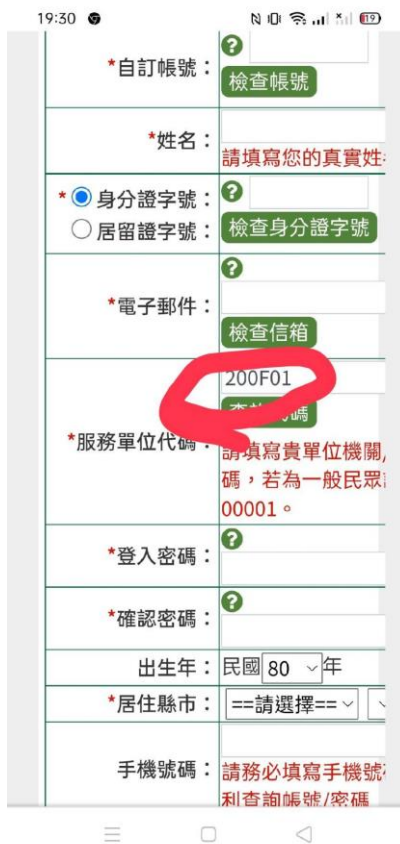 19:30
19
*自訂帳號：
檢查帳號
*姓名：
請填寫您的真實姓
*身分證字號：
居留證字號：
檢查身分證字號
*電子郵件：
檢查信箱
200F01
*服務單位代碼：
請填寫貴單位機關/
碼，若為一般民眾
00001。
*登入密碼：
*確認密碼：
出生年：民國 80 年
*居住縣市：==請選擇==
手機號碼：
請務必填寫手機號
利查詢帳號/密碼